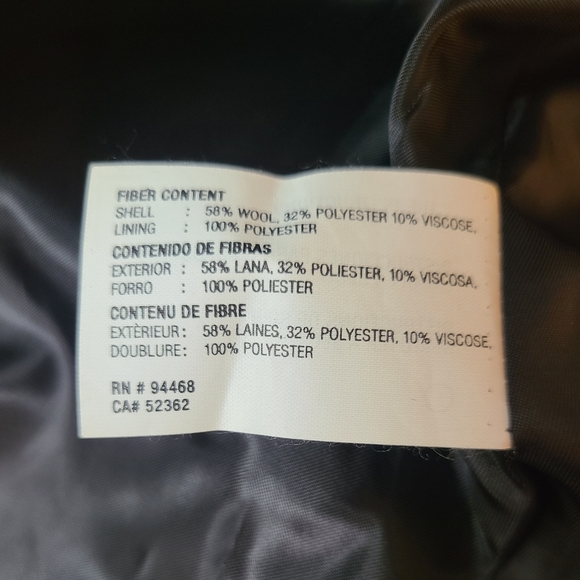 FIBER CONTENT
SHELL : 58% WOOL, 32% POLYESTER 10% VISCOSE.
LINING : 100% POLYESTER
CONTENIDO DE FIBRAS
EXTERIOR : 58% LANA, 32% POLIESTER, 10% VISCOSA.
FORRO : 100% POLIESTER
CONTENU DE FIBRE
EXTÈRIEUR: 58% LAINES, 32% POLYESTER, 10% VISCOSE.
DOUBLURE: 100% POLYESTER
RN # 94468
CA# 52362